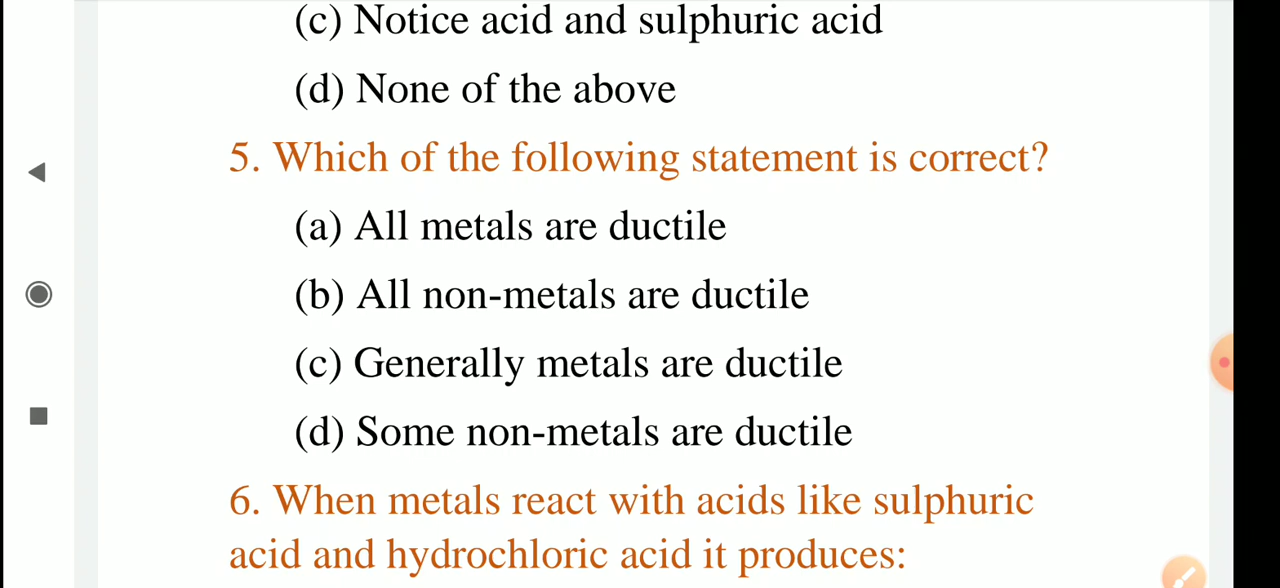 (c) Notice acid and sulphuric acid
(d) None of the above
5. Which of the following statement is correct?
(a) All metals are ductile
(b) All non-metals are ductile
(c) Generally metals are ductile
(d) Some non-metals are ductile
6. When metals react with acids like sulphuric
acid and hydrochloric acid it produces: